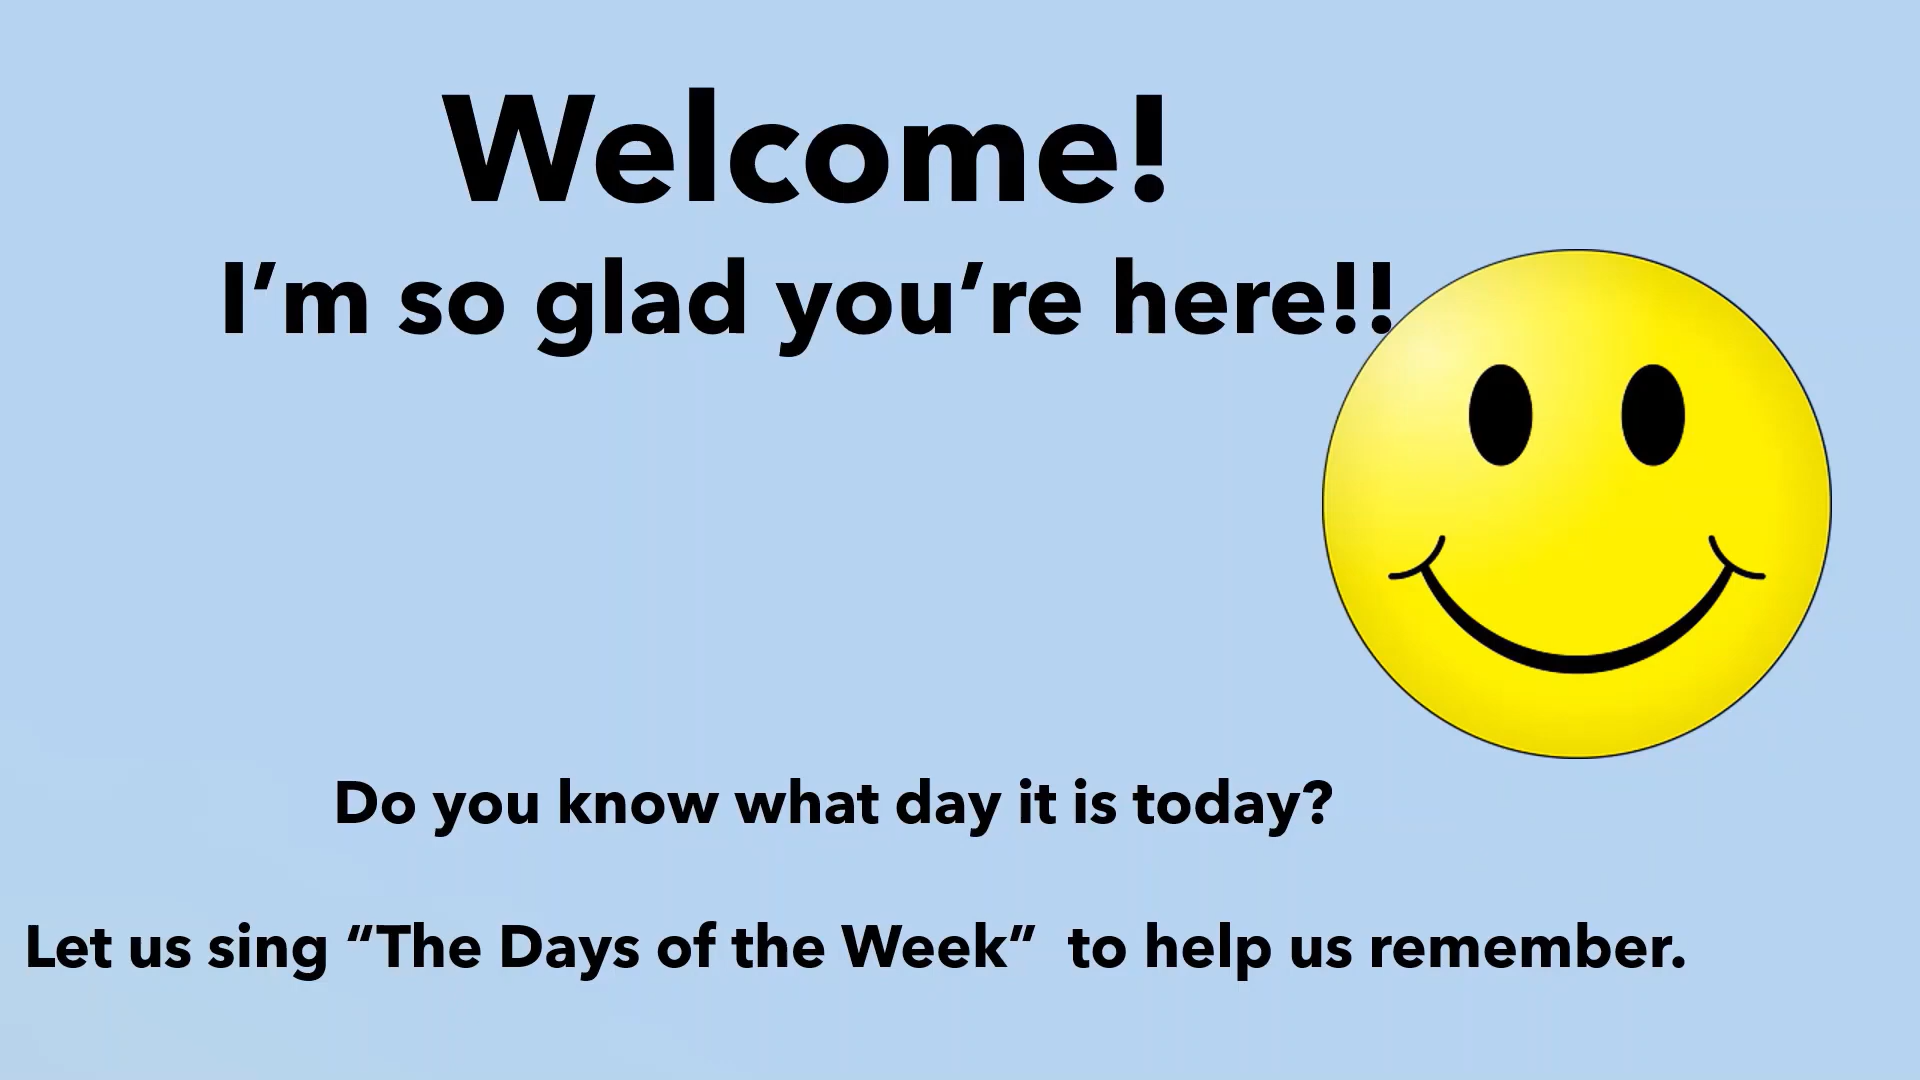 Welcome!
I’m so glad you’re here!!
Do you know what day it is today?
Let us sing “The Days of the Week”  to help us remember.